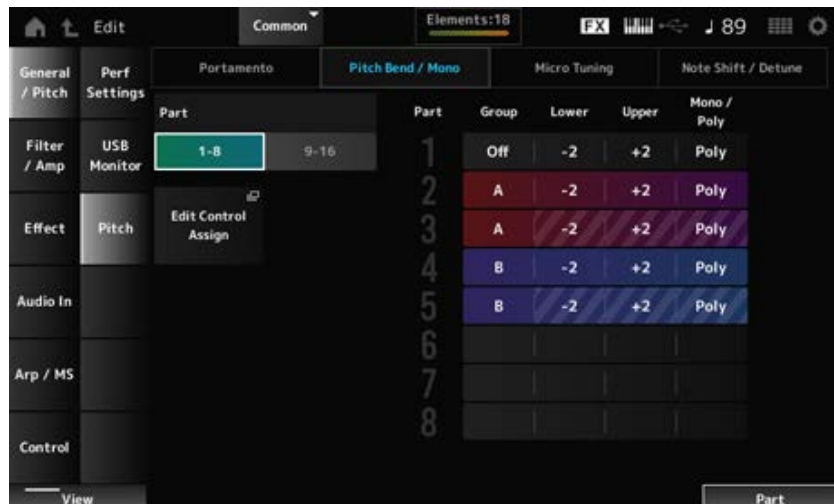 Edit
Common
Elements:18
FX
♩ 89
General / Pitch
Filter / Amp
Effect
Audio In
Arp / MS
Control
Perf Settings
USB Monitor
Pitch
Portamento
Pitch Bend / Mono
Micro Tuning
Note Shift / Detune
Part
1-8
9-16
Edit Control Assign
Part Group Lower Upper Mono / Poly
1 Off -2 +2 Poly
2 A -2 +2 Poly
3 A -2 +2 Poly
4 B -2 +2 Poly
5 B -2 +2 Poly
6
7
8
View
Part